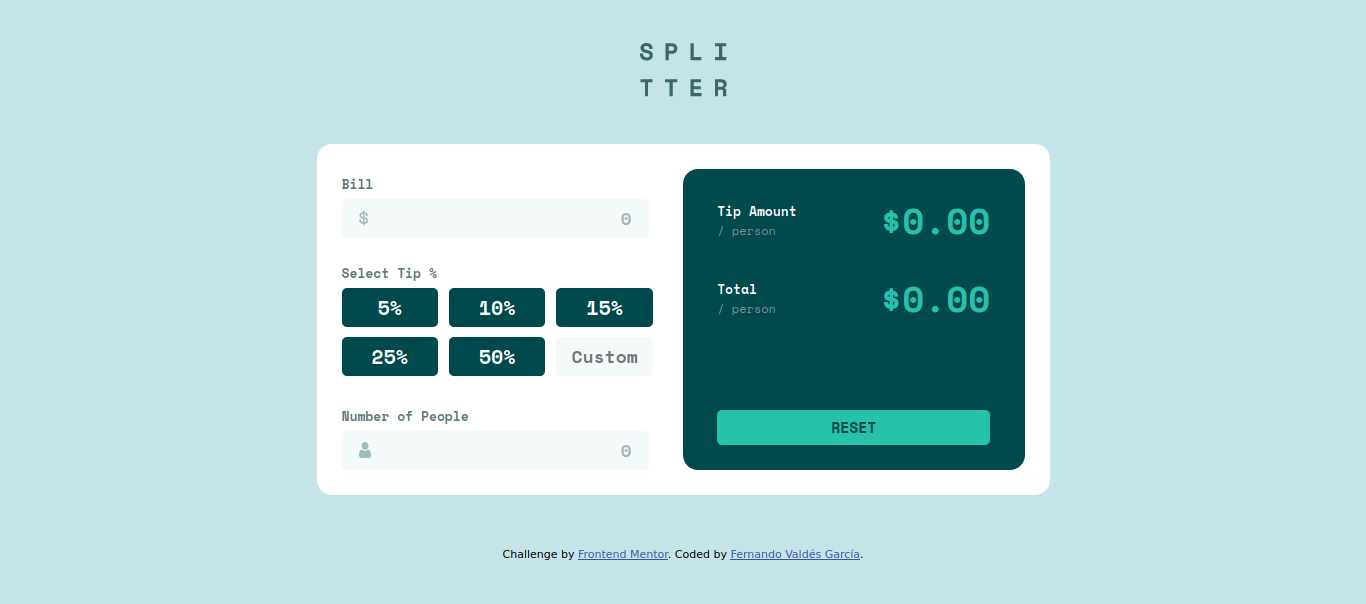 SPLI
TTER
Bill
$ 0
Select Tip %
5% 10% 15%
25% 50% Custom
Number of People
0
Tip Amount
/ person
$0.00
Total
/ person
$0.00
RESET
Challenge by Frontend Mentor. Coded by Fernando Valdés García.